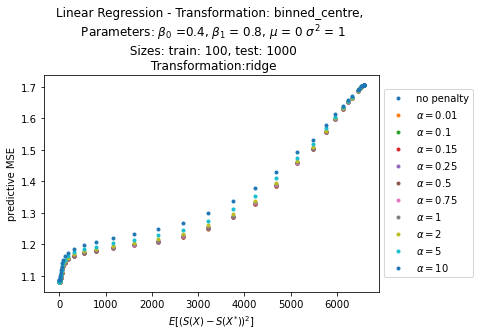 Linear Regression - Transformation: binned_centre,
Parameters: β₀ =0.4, β₁ = 0.8, μ = 0 σ² = 1
Sizes: train: 100, test: 1000
Transformation:ridge
1.7
1.6
1.5
1.4
1.3
1.2
1.1
predictive MSE
0
1000
2000
3000
4000
5000
6000
E[(S(X) − S(X*))²]
no penalty
α = 0.01
α = 0.1
α = 0.15
α = 0.25
α = 0.5
α = 0.75
α = 1
α = 2
α = 5
α = 10